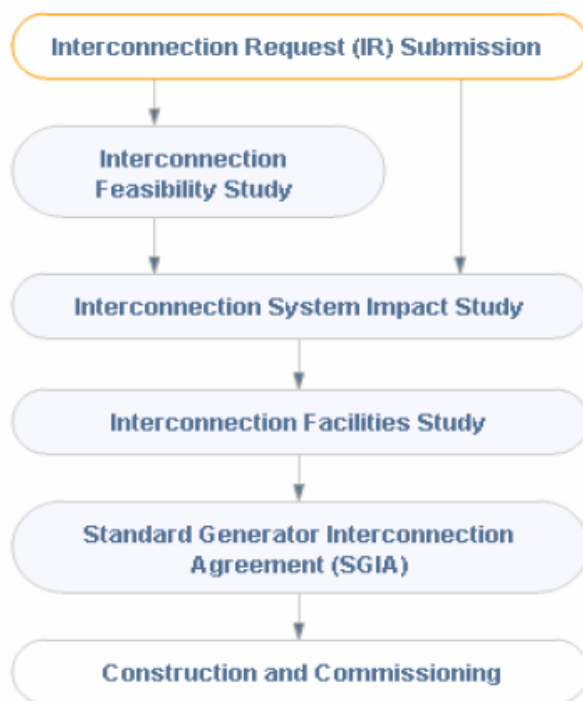 Interconnection Request (IR) Submission
Interconnection
Feasibility Study
Interconnection System Impact Study
Interconnection Facilities Study
Standard Generator Interconnection
Agreement (SGIA)
Construction and Commissioning